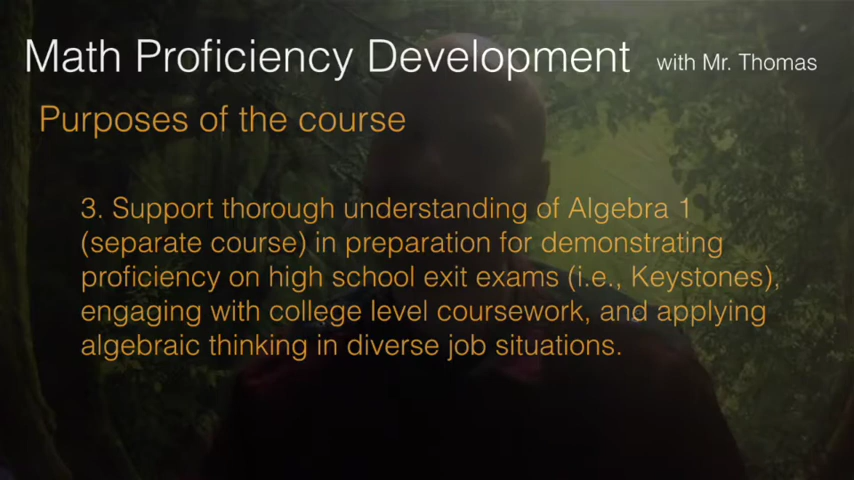 Math Proficiency Development with Mr. Thomas
Purposes of the course
3. Support thorough understanding of Algebra 1
(separate course) in preparation for demonstrating
proficiency on high school exit exams (i.e., Keystones),
engaging with college level coursework, and applying
algebraic thinking in diverse job situations.